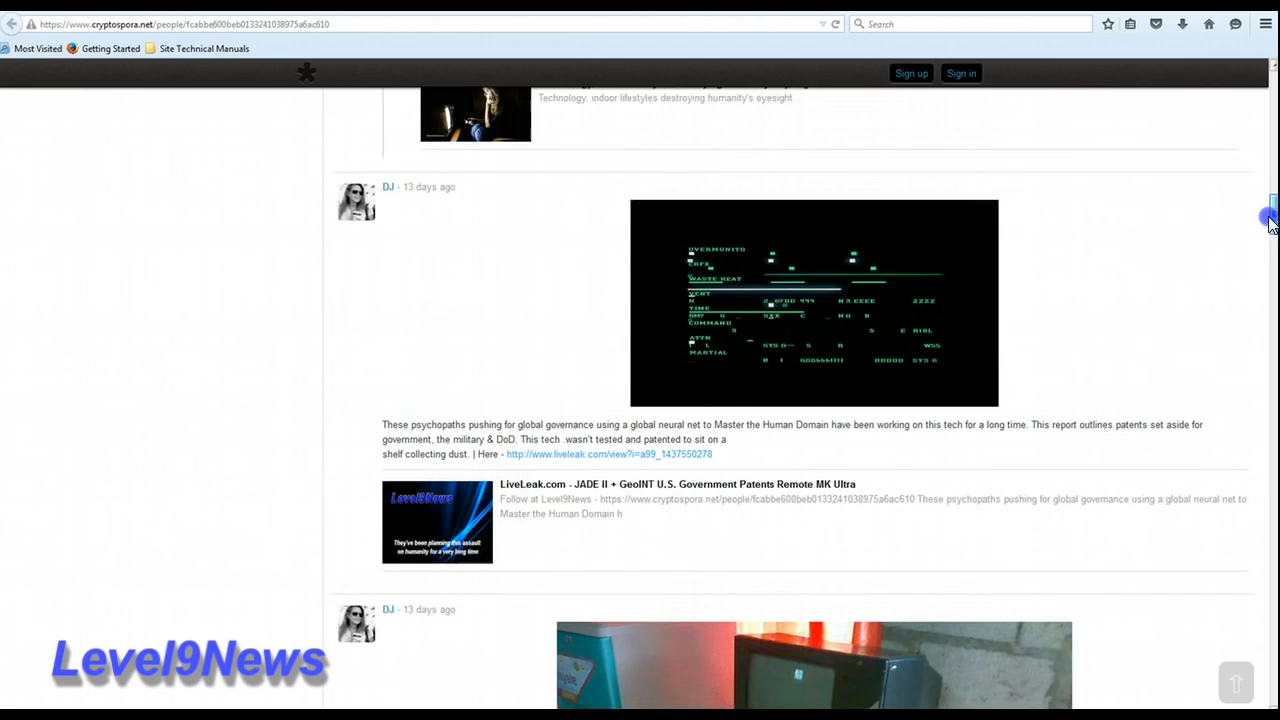 https://www.cryptospora.net/people/fcabbe600beb0133241038975a6ac610
Search
Most Visited
Getting Started
Site Technical Manuals
Sign up
Sign in
Technology, indoor lifestyles destroying humanity's eyesight
DJ - 13 days ago
OVERMONITO
WASTE HEAT
VENT
TIME
COMMAND
ATTN
MARTIAL
These psychopaths pushing for global governance using a global neural net to Master the Human Domain have been working on this tech for a long time. This report outlines patents set aside for
government, the military & DoD. This tech .wasn't tested and patented to sit on a
shelf collecting dust. | Here - http://www.liveleak.com/view?i=a99_1437550278
Level9News
They've been planning this assault
on humanity for a very long time
LiveLeak.com - JADE II + GeoINT U.S. Government Patents Remote MK Ultra
Follow at Level9News - https://www.cryptospora.net/people/fcabbe600beb0133241038975a6ac610 These psychopaths pushing for global governance using a global neural net to
Master the Human Domain h
DJ - 13 days ago
Level9News